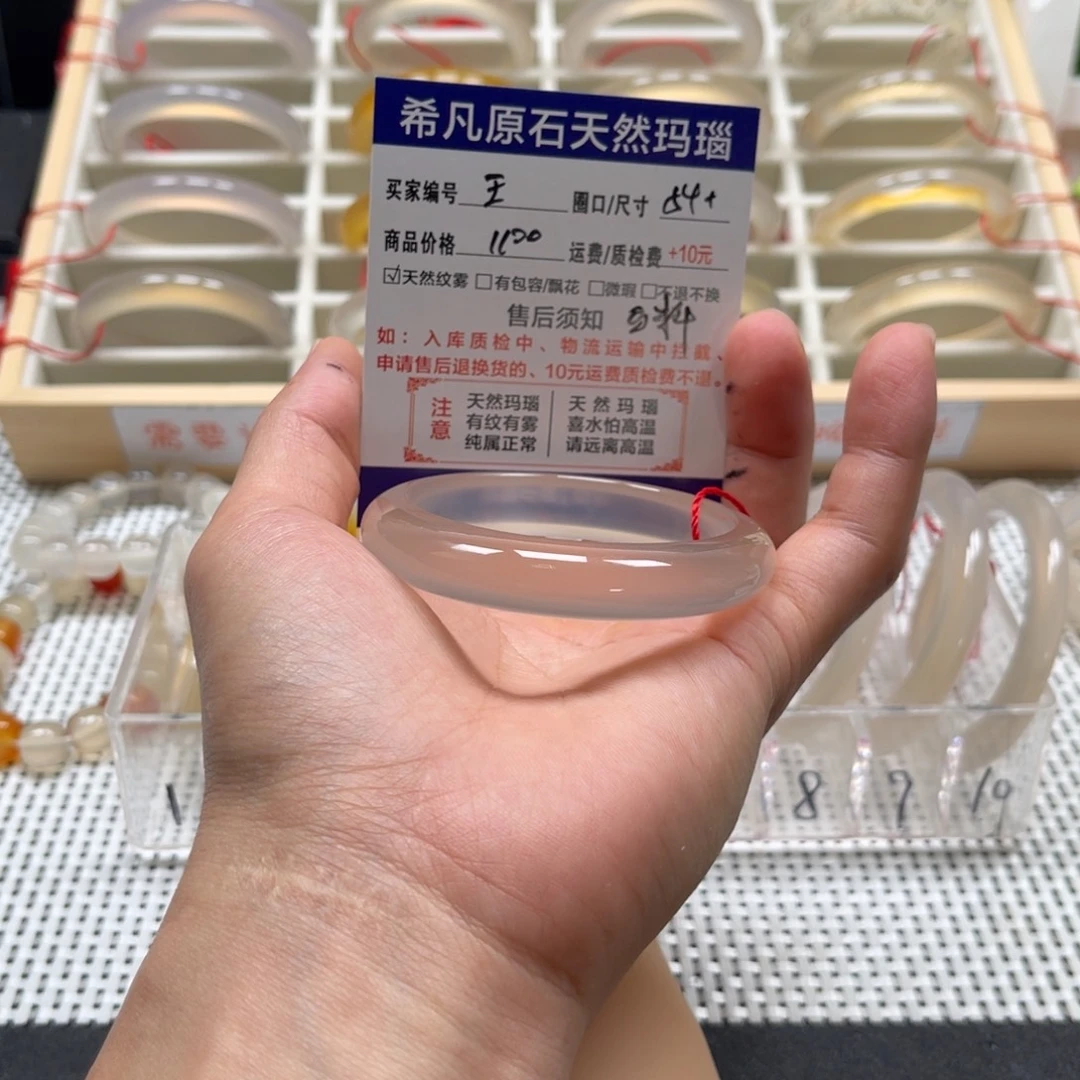 希凡原石天然玛瑙
买家编号 王 圈口/尺寸 54+
商品价格 1100 运费/质检费 +10元
☑天然纹雾 □有包容/飘花 □微瑕 □不退不换
售后须知
如：入库质检中、物流运输中拦截、
申请售后退换货的、10元运费质检费不退。
注意
天然玛瑙
有纹有雾
纯属正常
天然玛瑙
喜水怕高温
请远离高温
1
8
9
10